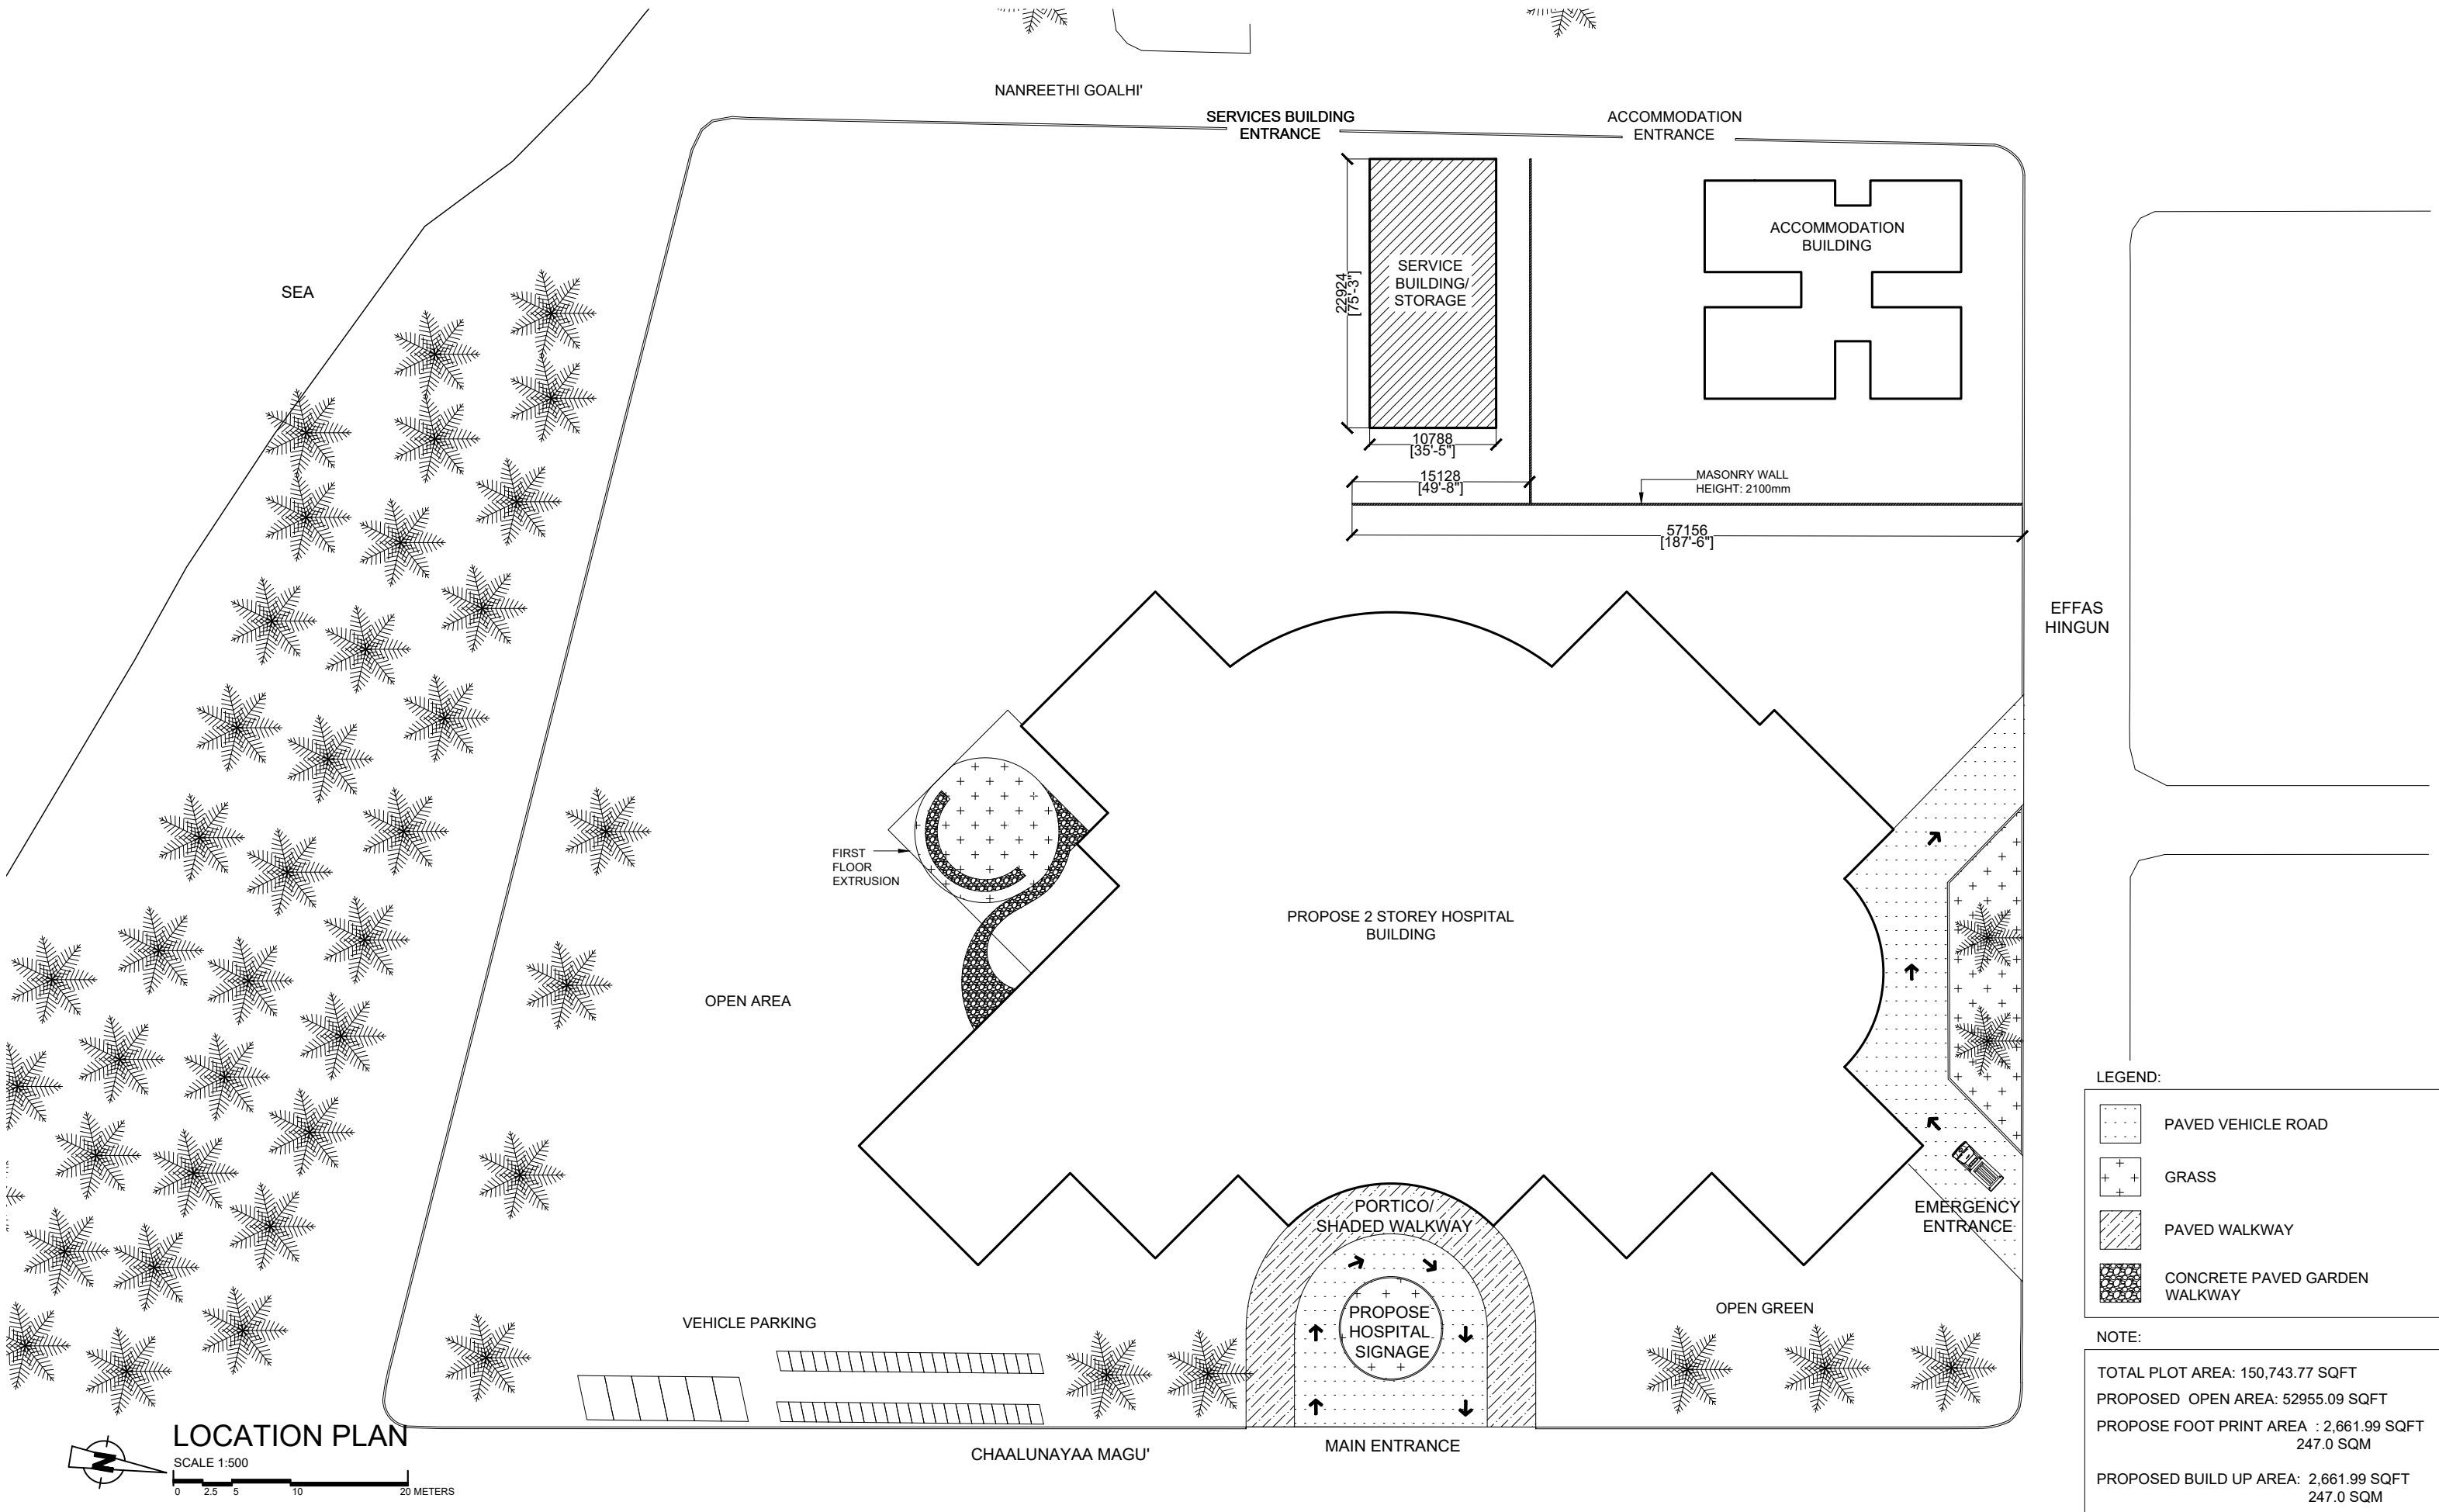 NANREETHI GOALHI'
SERVICES BUILDING
ENTRANCE
ACCOMMODATION
ENTRANCE
ACCOMMODATION
BUILDING
SEA
SERVICE
BUILDING/
STORAGE
22924
[75'-3"]
10788
[35'-5"]
15128
[49'-8"]
MASONRY WALL
HEIGHT: 2100mm
57156
[187'-6"]
EFFAS
HINGUN
FIRST
FLOOR
EXTRUSION
PROPOSE 2 STOREY HOSPITAL
BUILDING
OPEN AREA
PORTICO/
SHADED WALKWAY
EMERGENCY
ENTRANCE
PROPOSE
HOSPITAL
SIGNAGE
OPEN GREEN
VEHICLE PARKING
MAIN ENTRANCE
CHAALUNAYAA MAGU'
N
LOCATION PLAN
SCALE 1:500
0 2.5 5 10 20 METERS
LEGEND:
PAVED VEHICLE ROAD
GRASS
PAVED WALKWAY
CONCRETE PAVED GARDEN
WALKWAY
NOTE:
TOTAL PLOT AREA: 150,743.77 SQFT
PROPOSED OPEN AREA: 52955.09 SQFT
PROPOSE FOOT PRINT AREA : 2,661.99 SQFT
247.0 SQM
PROPOSED BUILD UP AREA: 2,661.99 SQFT
247.0 SQM